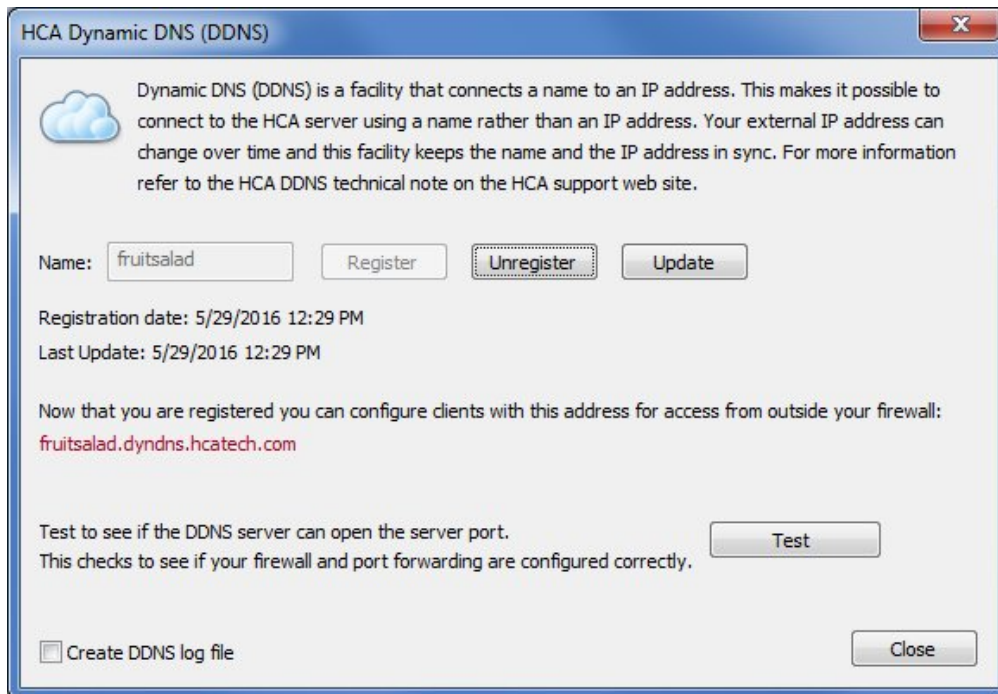 HCA Dynamic DNS (DDNS)
Dynamic DNS (DDNS) is a facility that connects a name to an IP address. This makes it possible to
connect to the HCA server using a name rather than an IP address. Your external IP address can
change over time and this facility keeps the name and the IP address in sync. For more information
refer to the HCA DDNS technical note on the HCA support web site.
Name: fruitsalad Register Unregister Update
Registration date: 5/29/2016 12:29 PM
Last Update: 5/29/2016 12:29 PM
Now that you are registered you can configure clients with this address for access from outside your firewall:
fruitsalad.dyndns.hcatech.com
Test to see if the DDNS server can open the server port.
This checks to see if your firewall and port forwarding are configured correctly.
Test
Create DDNS log file
Close